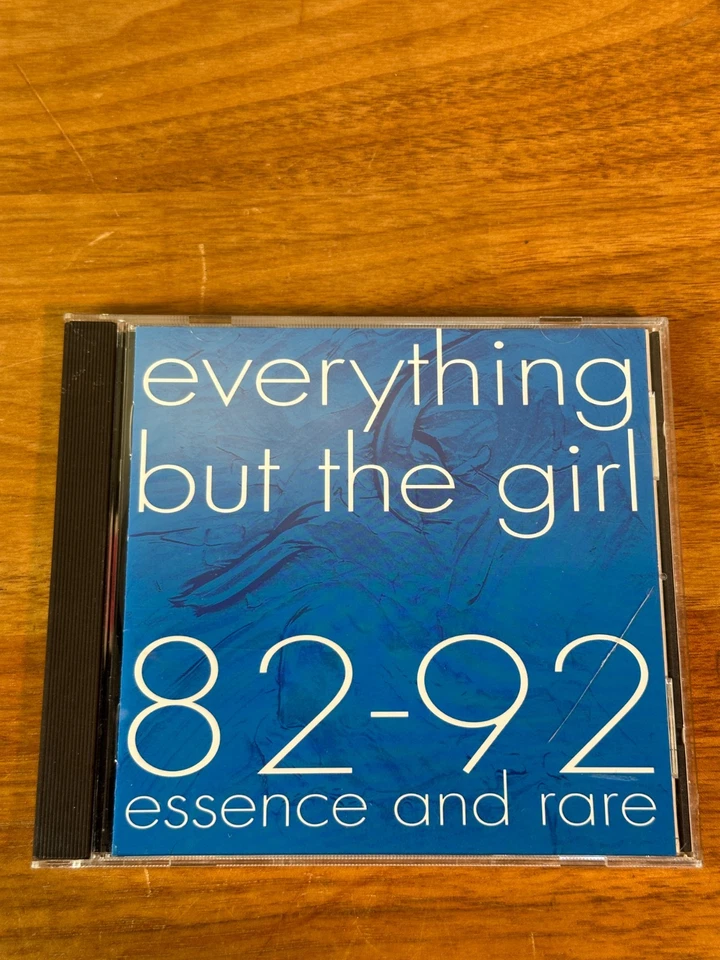 everything
but the girl
82-92
essence and rare